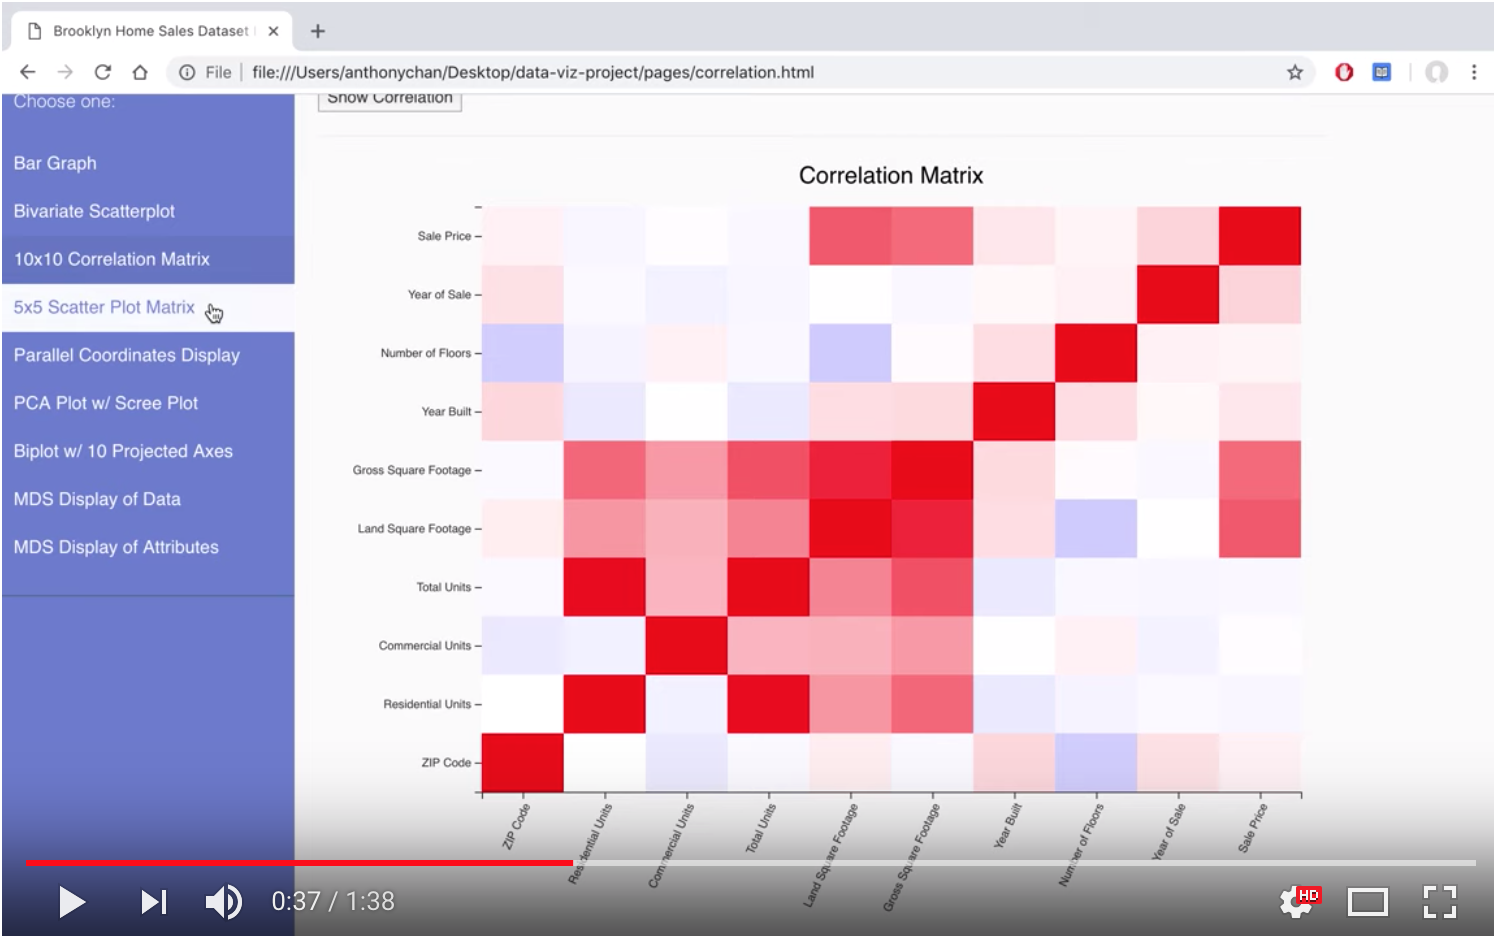 Brooklyn Home Sales Dataset
File file:///Users/anthonychan/Desktop/data-viz-project/pages/correlation.html
Choose one:
Show Correlation
Bar Graph
Bivariate Scatterplot
10x10 Correlation Matrix
5x5 Scatter Plot Matrix
Parallel Coordinates Display
PCA Plot w/ Scree Plot
Biplot w/ 10 Projected Axes
MDS Display of Data
MDS Display of Attributes
Correlation Matrix
Sale Price
Year of Sale
Number of Floors
Year Built
Gross Square Footage
Land Square Footage
Total Units
Commercial Units
Residential Units
ZIP Code
ZIP Code
Residential Units
Commercial Units
Total Units
Land Square Footage
Gross Square Footage
Year Built
Number of Floors
Year of Sale
Sale Price
0:37 / 1:38
HD